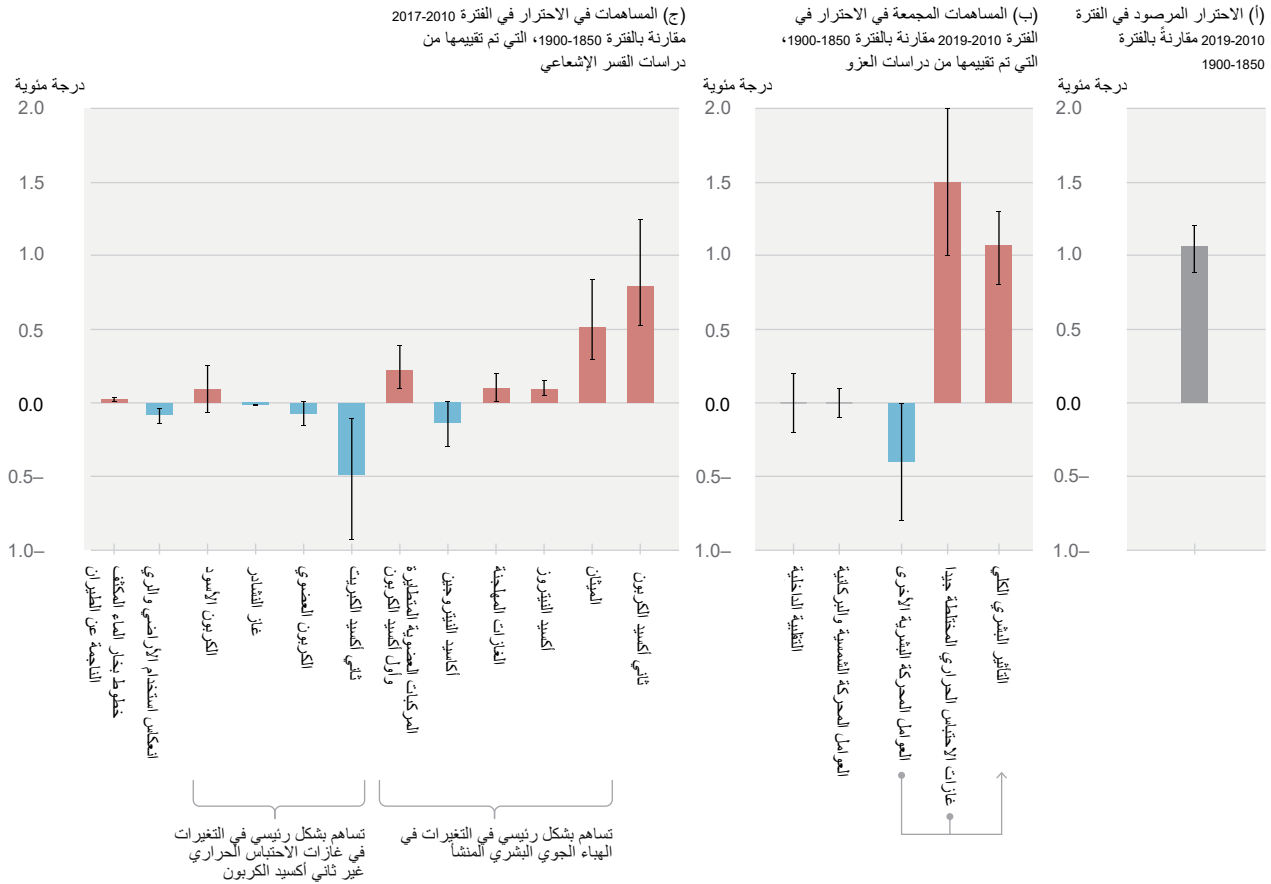 (أ) الاحترار المرصود في الفترة
2010-2019 مقارنةً بالفترة
1850-1900
درجة مئوية
2.0
1.5
1.0
0.5
0.0
0.5–
1.0–
(ب) المساهمات المجمعة في الاحترار في
الفترة 2010-2019 مقارنة بالفترة 1850-1900،
التي تم تقييمها من دراسات العزو
درجة مئوية
2.0
1.5
1.0
0.5
0.0
0.5–
1.0–
التأثير البشري الكلي
غازات الاحتباس الحراري المختلطة جيدا
العوامل المحركة البشرية الأخرى
العوامل المحركة الشمسية والبركانية
التقلبية الداخلية
(ج) المساهمات في الاحترار في الفترة 2010-2017
مقارنة بالفترة 1850-1900، التي تم تقييمها من
دراسات القسر الإشعاعي
درجة مئوية
2.0
1.5
1.0
0.5
0.0
0.5–
1.0–
ثاني أكسيد الكربون
الميثان
أكسيد النيتروز
الغازات المهلجنة
أكاسيد النيتروجين
المركبات العضوية المتطايرة
وأول أكسيد الكربون
ثاني أكسيد الكبريت
الكربون العضوي
غاز النشادر
الكربون الأسود
انعكاس استخدام الأراضي والري
خطوط بخار الماء المكثف
الناجمة عن الطيران
تساهم بشكل رئيسي في التغيرات في
الهباء الجوي البشري المنشأ
تساهم بشكل رئيسي في التغيرات
في غازات الاحتباس الحراري
غير ثاني أكسيد الكربون